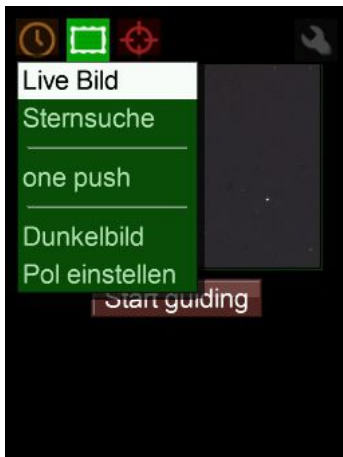 Live Bild
Sternsuche
one push
Dunkelbild
Pol einstellen
Start guiding